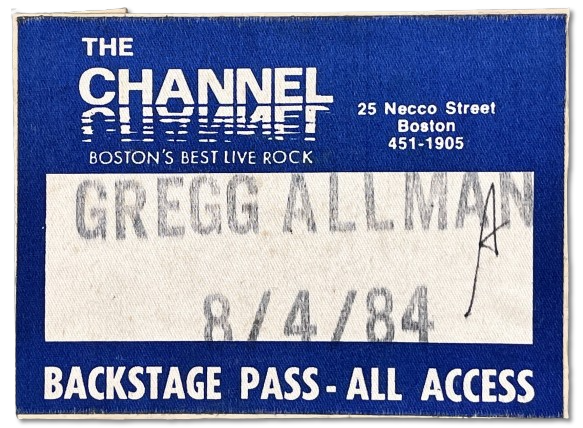 THE
CHANNEL
BOSTON'S BEST LIVE ROCK
25 Necco Street
Boston
451-1905
GREGG ALLMAN
A
8/4/84
BACKSTAGE PASS - ALL ACCESS